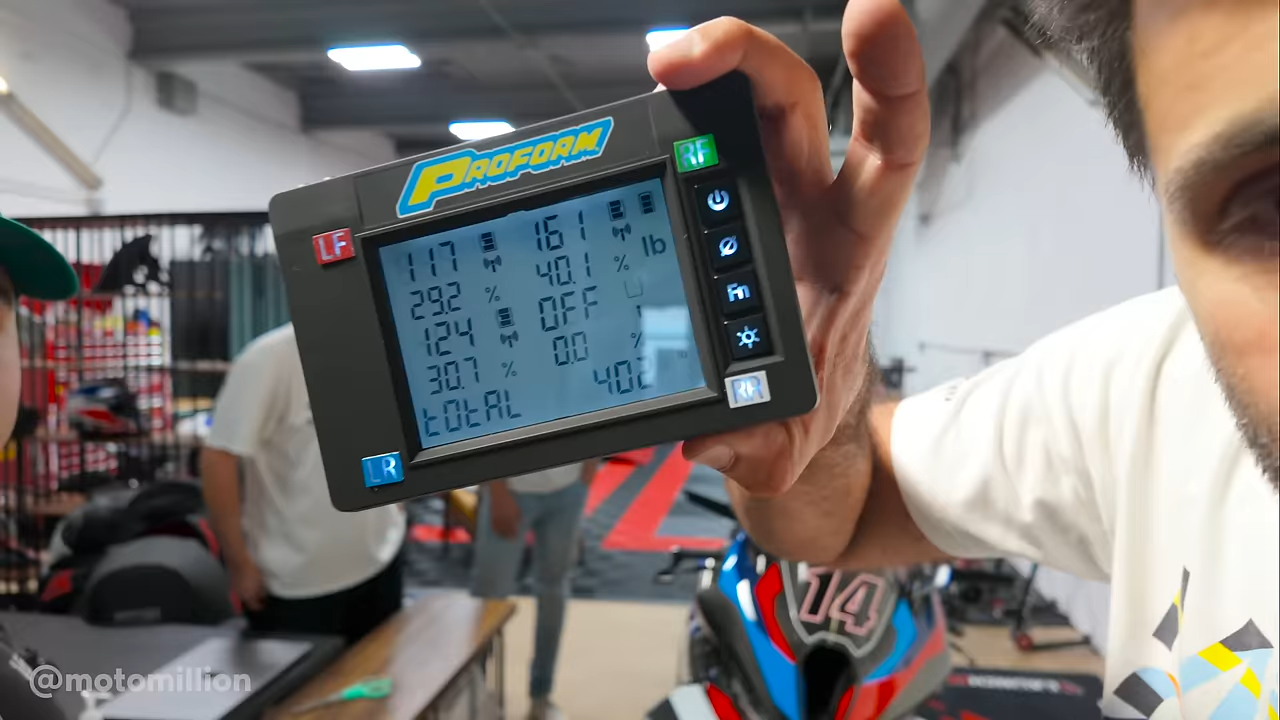 PROFORM
RF
LF
117 161 lb
29.2 % 40.1 %
124 OFF
30.7 % 0.0 %
totAL 402
Fn
RR
LR
14
@motomillion